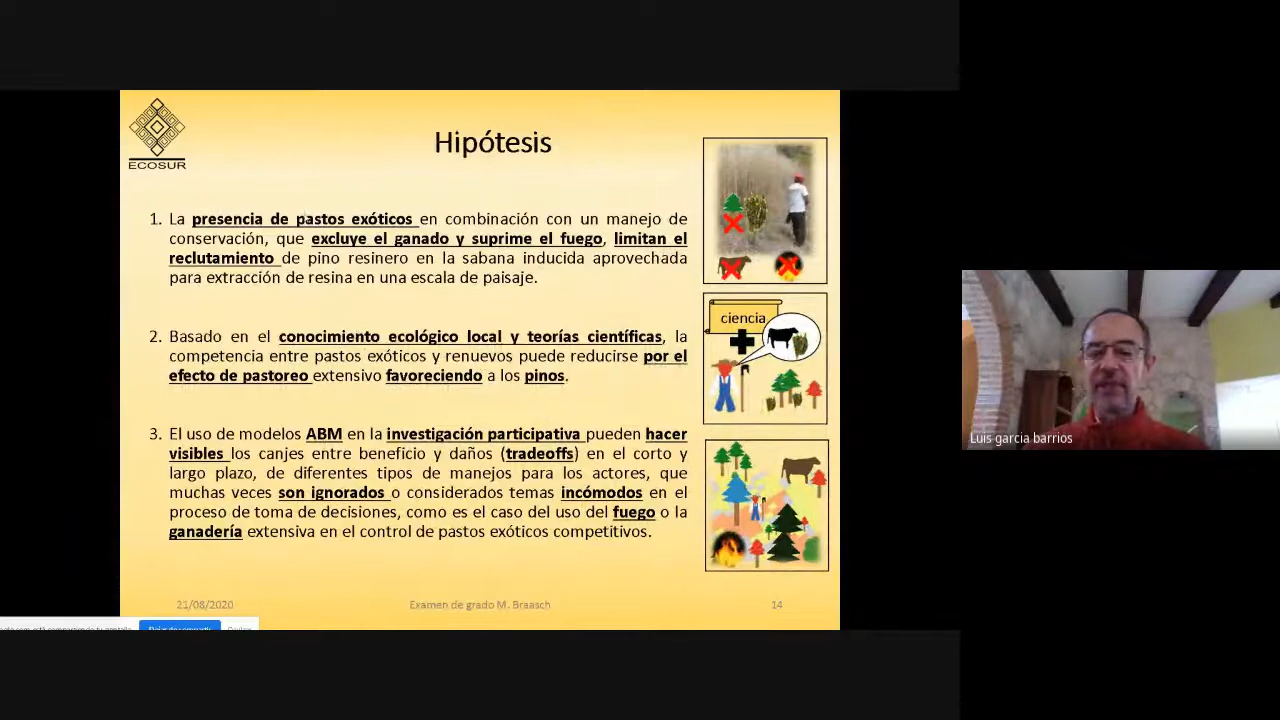 ECOSUR
Hipótesis
1. La presencia de pastos exóticos en combinación con un manejo de
conservación, que excluye el ganado y suprime el fuego, limitan el
reclutamiento de pino resinero en la sabana inducida aprovechada
para extracción de resina en una escala de paisaje.
2. Basado en el conocimiento ecológico local y teorías científicas, la
competencia entre pastos exóticos y renuevos puede reducirse por el
efecto de pastoreo extensivo favoreciendo a los pinos.
3. El uso de modelos ABM en la investigación participativa pueden hacer
visibles los canjes entre beneficio y daños (tradeoffs) en el corto y
largo plazo, de diferentes tipos de manejos para los actores, que
muchas veces son ignorados o considerados temas incómodos en el
proceso de toma de decisiones, como es el caso del uso del fuego o la
ganadería extensiva en el control de pastos exóticos competitivos.
ciencia
21/08/2020
Examen de grado M. Braasch
14
Luis garcia barrios